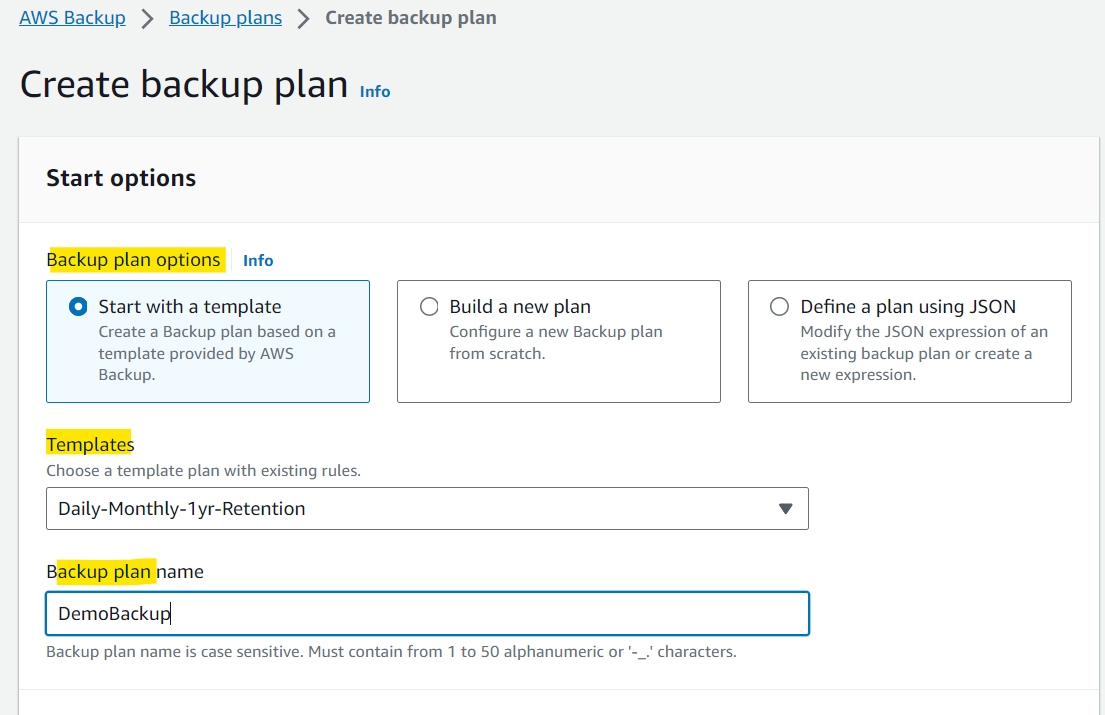 AWS Backup > Backup plans > Create backup plan
Create backup plan Info
Start options
Backup plan options Info
Start with a template
Create a Backup plan based on a
template provided by AWS
Backup.
Build a new plan
Configure a new Backup plan
from scratch.
Define a plan using JSON
Modify the JSON expression of an
existing backup plan or create a
new expression.
Templates
Choose a template plan with existing rules.
Daily-Monthly-1yr-Retention
Backup plan name
DemoBackup
Backup plan name is case sensitive. Must contain from 1 to 50 alphanumeric or '-_.' characters.